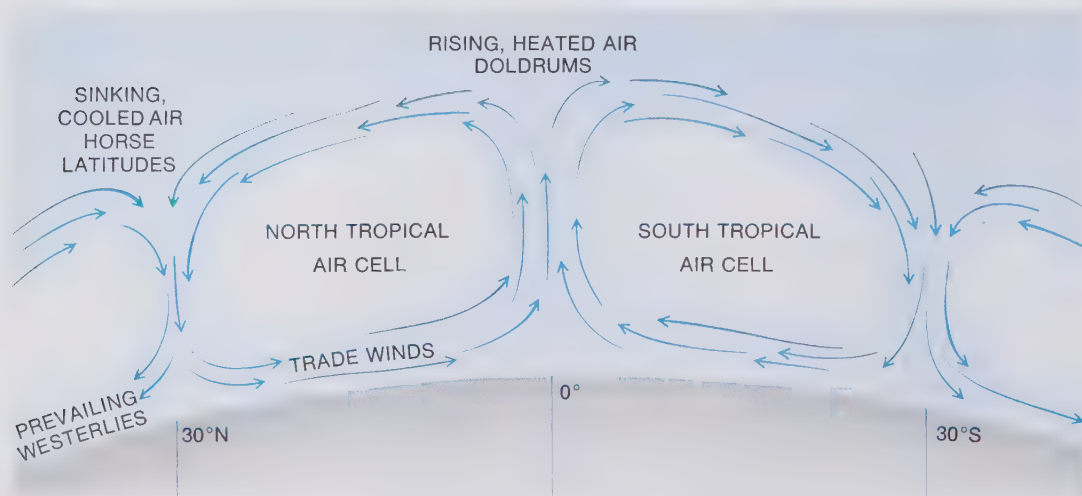 RISING, HEATED AIR
DOLDRUMS
SINKING,
COOLED AIR
HORSE
LATITUDES
NORTH TROPICAL
AIR CELL
SOUTH TROPICAL
AIR CELL
TRADE WINDS
PREVAILING
WESTERLIES
30°N
0°
30°S